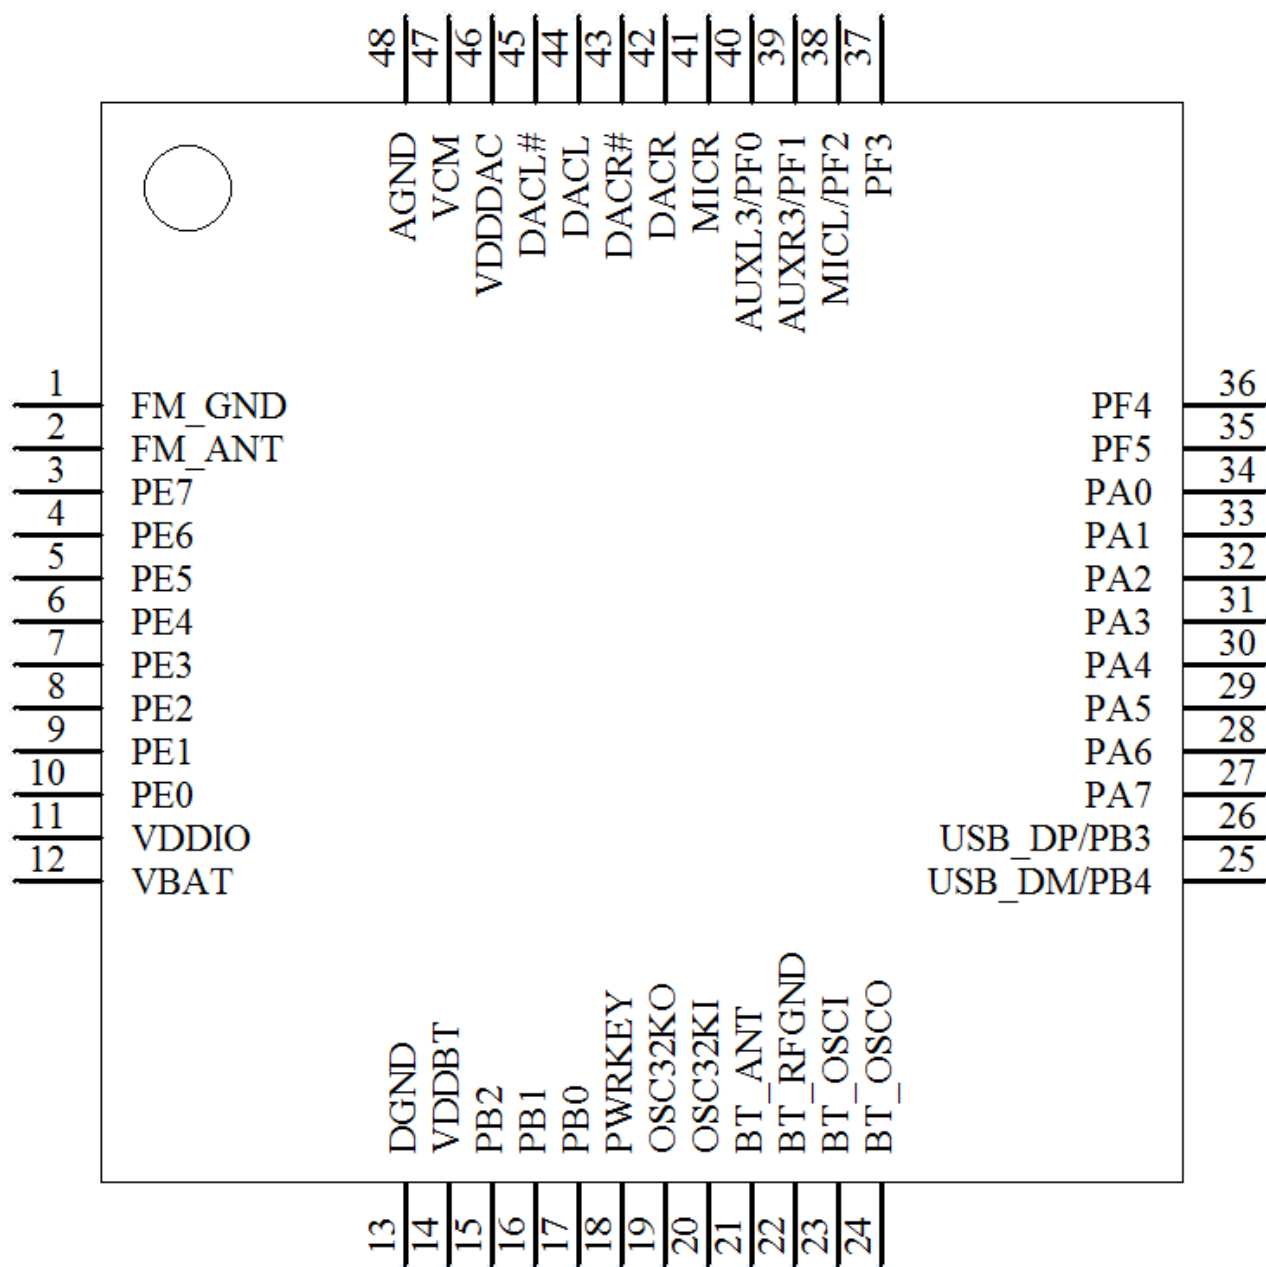 48 47 46 45 44 43 42 41 40 39 38 37
AGND VCM VDDDAC DACL# DACL DACR# DACR MICR AUXL3/PF0 AUXR3/PF1 MICL/PF2 PF3
1 FM_GND
2 FM_ANT
3 PE7
4 PE6
5 PE5
6 PE4
7 PE3
8 PE2
9 PE1
10 PE0
11 VDDIO
12 VBAT
PF4 36
PF5 35
PA0 34
PA1 33
PA2 32
PA3 31
PA4 30
PA5 29
PA6 28
PA7 27
USB_DP/PB3 26
USB_DM/PB4 25
DGND VDDBT PB2 PB1 PB0 PWRKEY OSC32KO OSC32KI BT_ANT BT_RFGND BT_OSCI BT_OSCO
13 14 15 16 17 18 19 20 21 22 23 24